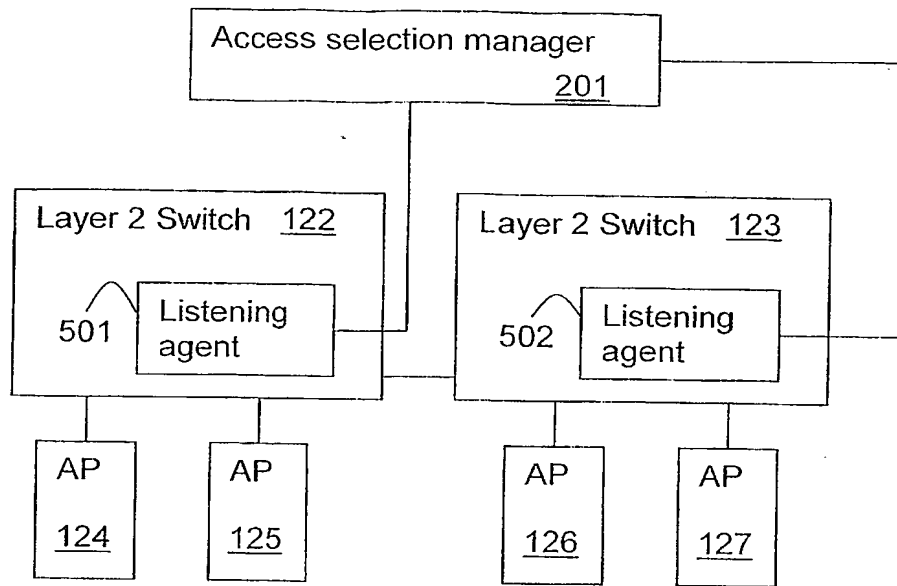 Access selection manager
201
Layer 2 Switch 122
Layer 2 Switch 123
501
Listening
agent
502
Listening
agent
AP
124
AP
125
AP
126
AP
127